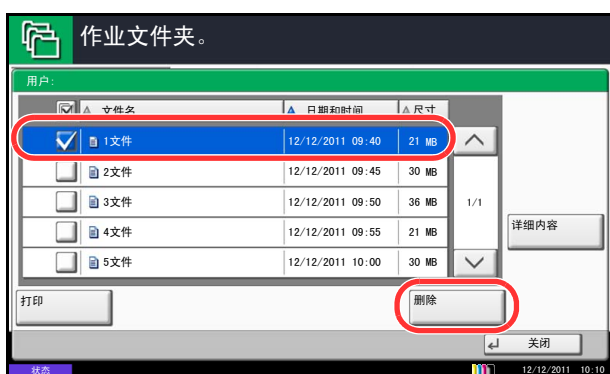 作业文件夹。
用户:
文件名 日期和时间 尺寸
1文件 12/12/2011 09:40 21 MB
2文件 12/12/2011 09:45 30 MB
3文件 12/12/2011 09:50 36 MB
1/1
4文件 12/12/2011 09:55 21 MB
详细内容
5文件 12/12/2011 10:00 30 MB
打印 删除
关闭
状态 12/12/2011 10:10